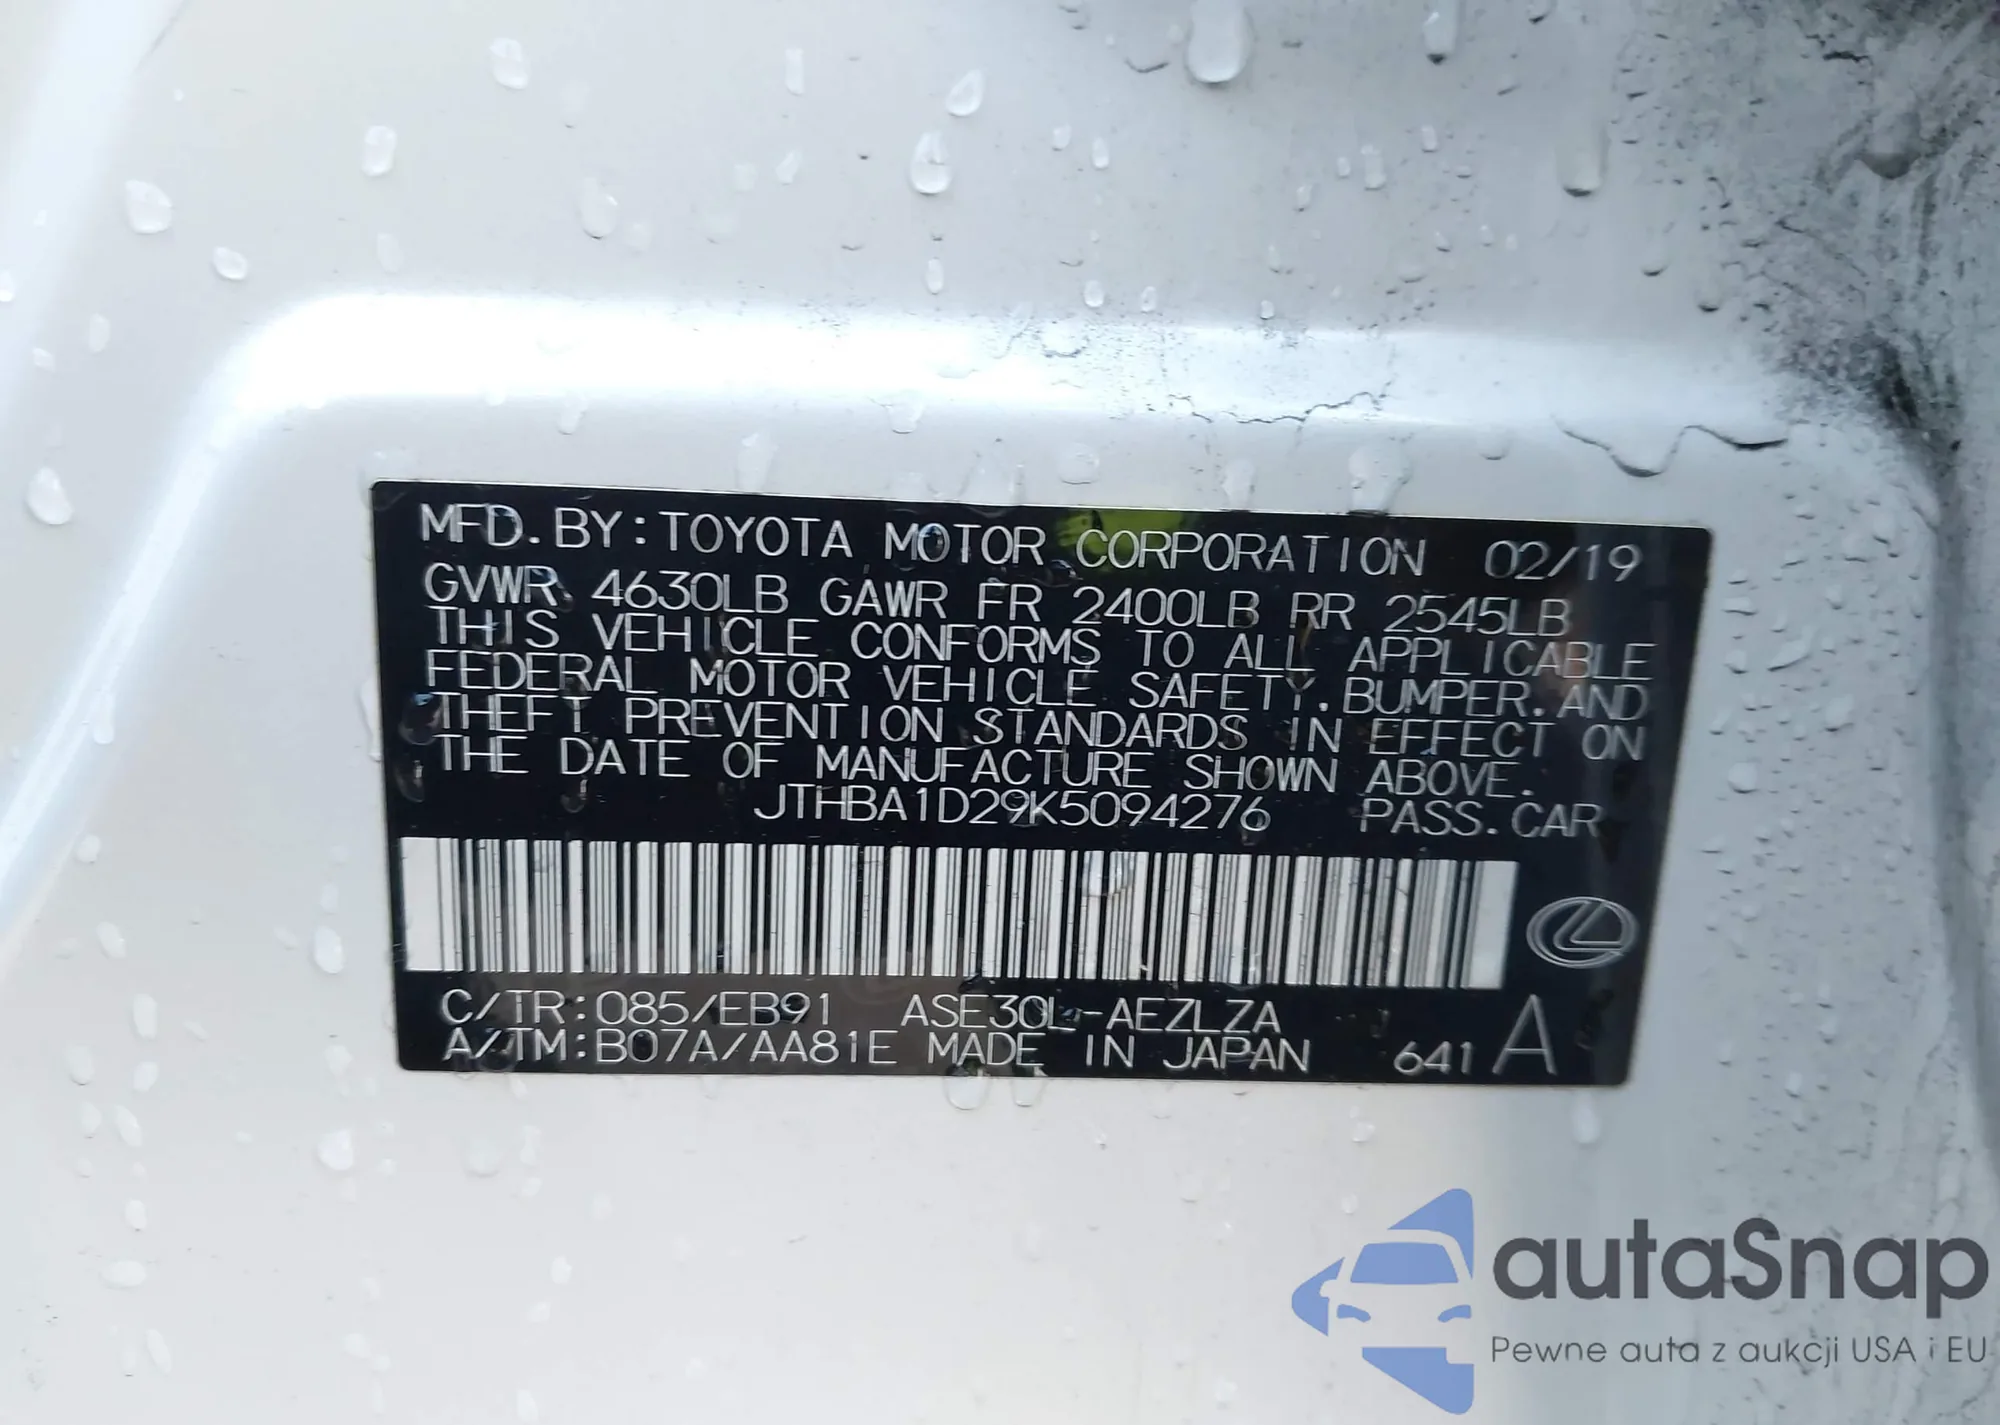 MFD. BY: TOYOTA MOTOR CORPORATION 02/19
GVWR 4630LB GAWR FR 2400LB RR 2545LB
THIS VEHICLE CONFORMS TO ALL APPLICABLE
FEDERAL MOTOR VEHICLE SAFETY, BUMPER, AND
THEFT PREVENTION STANDARDS IN EFFECT ON
THE DATE OF MANUFACTURE SHOWN ABOVE.
JTHBA1D29K5094276 PASS. CAR
C/TR: 085/EB91 ASE30L-AEZLZA
A/TM: B07A/AA81E MADE IN JAPAN 641 A
autaSnap
Pewne auta z aukcji USA i EU